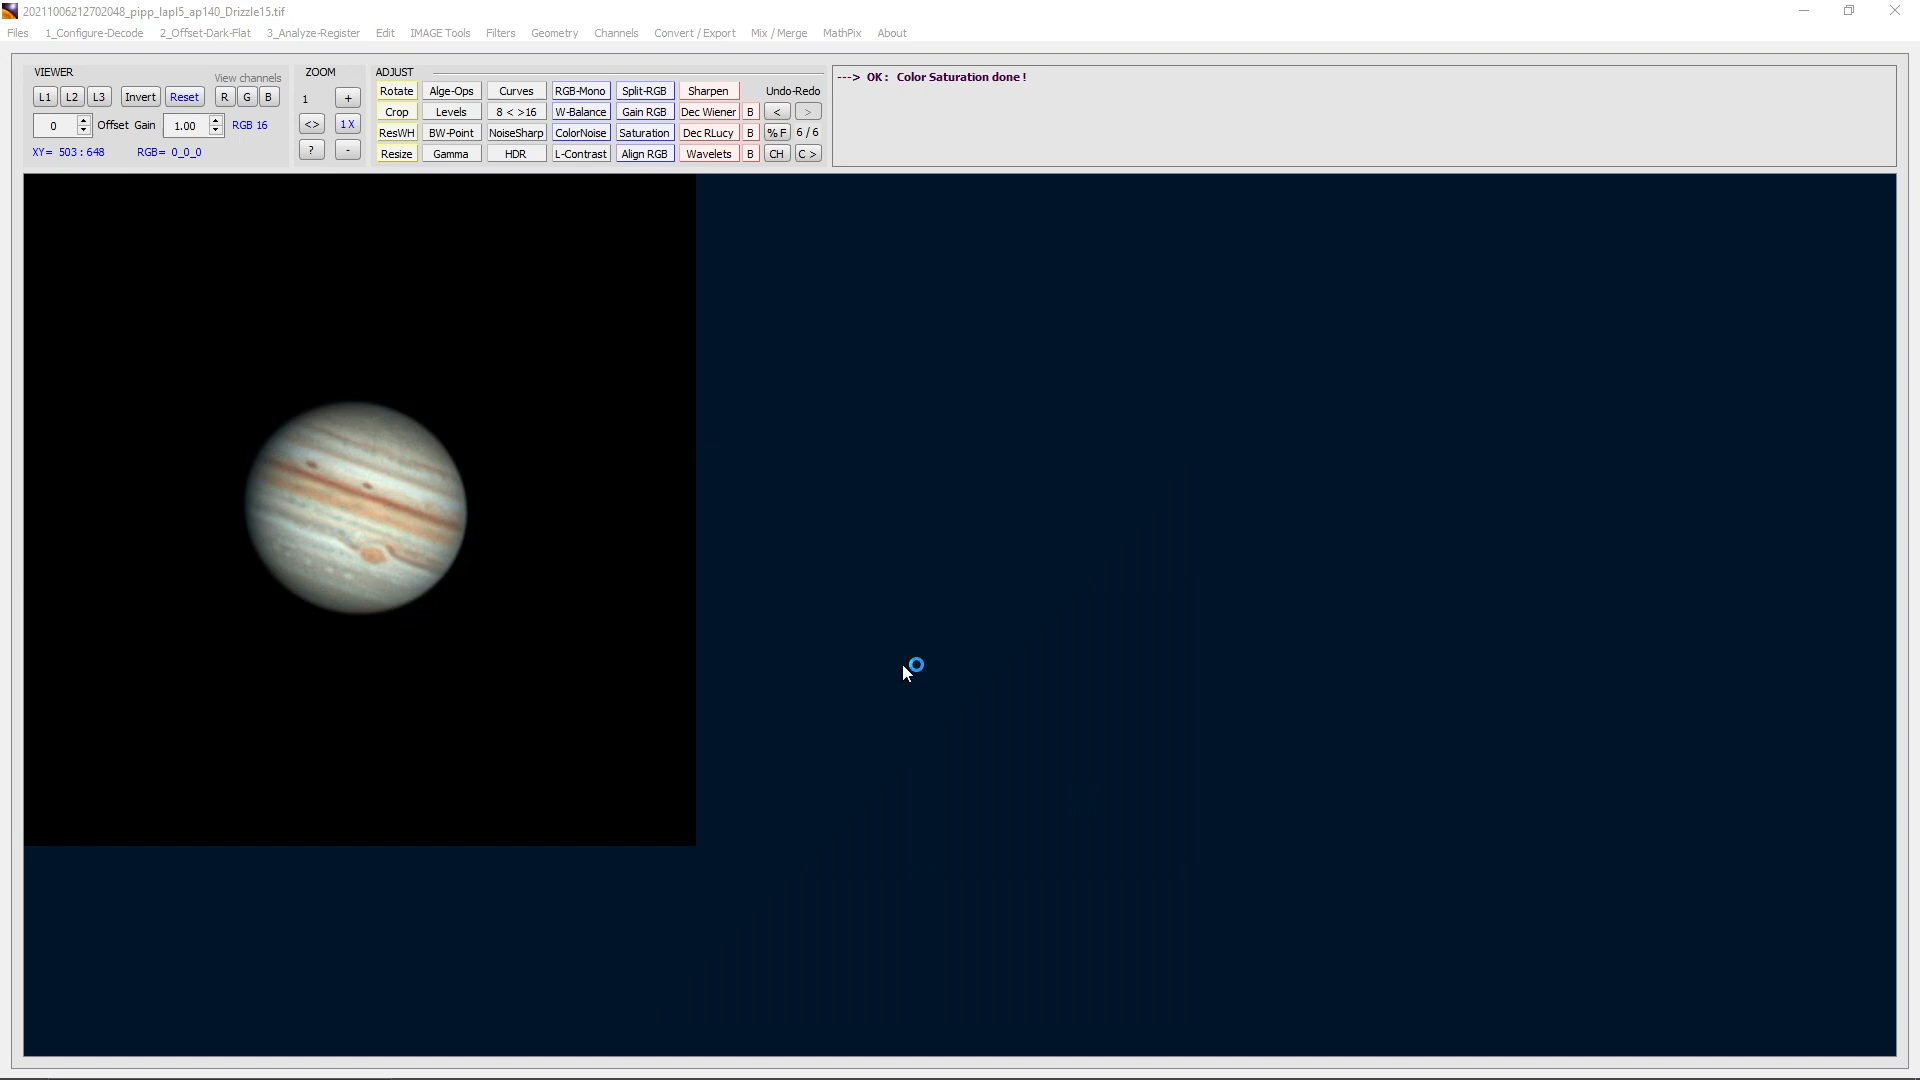 20211006212702048_pipp_lapl5_ap140_Drizzle15.tif
Files 1_Configure-Decode 2_Offset-Dark-Flat 3_Analyze-Register Edit IMAGE Tools Filters Geometry Channels Convert / Export Mix / Merge MathPix About
VIEWER View channels
L1 L2 L3 Invert Reset R G B
0 Offset Gain 1.00 RGB 16
XY= 503 : 648 RGB= 0_0_0
ZOOM
1 +
<> 1 X
? -
ADJUST
Rotate Alge-Ops Curves RGB-Mono Split-RGB Sharpen Undo-Redo
Crop Levels 8 < >16 W-Balance Gain RGB Dec Wiener B < >
ResWH BW-Point NoiseSharp ColorNoise Saturation Dec RLucy B % F 6 / 6
Resize Gamma HDR L-Contrast Align RGB Wavelets B CH C >
---> OK: Color Saturation done!